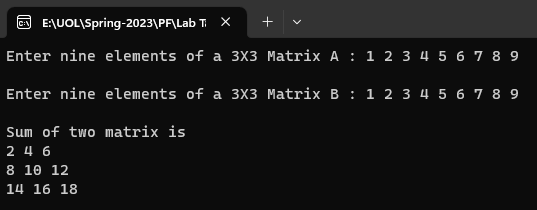 E:\UOL\Spring-2023\PF\Lab Ta
Enter nine elements of a 3X3 Matrix A : 1 2 3 4 5 6 7 8 9
Enter nine elements of a 3X3 Matrix B : 1 2 3 4 5 6 7 8 9
Sum of two matrix is
2 4 6
8 10 12
14 16 18